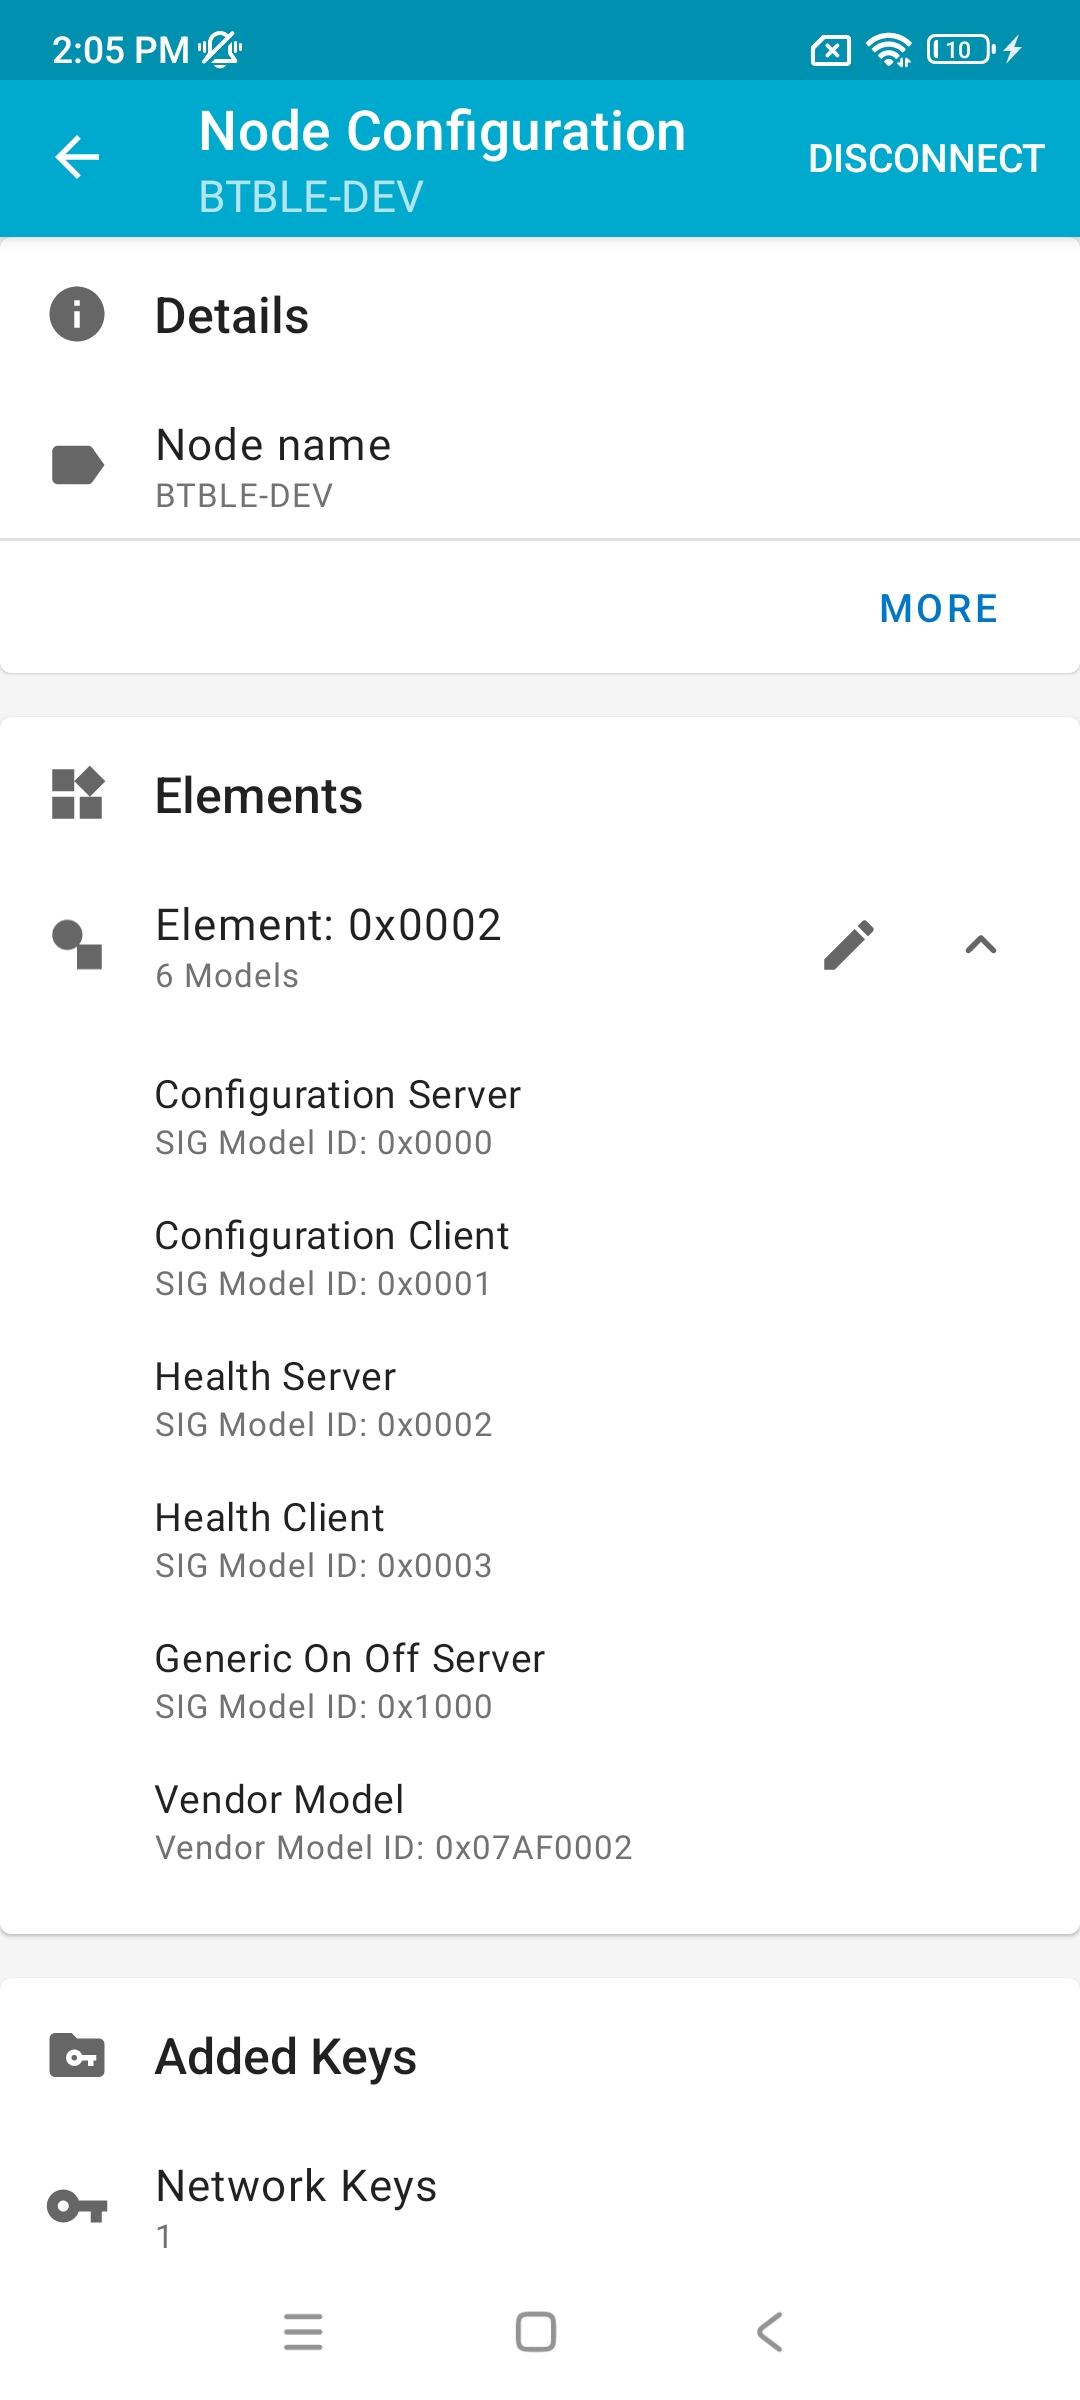 2:05 PM
10
Node Configuration
BTBLE-DEV
DISCONNECT
Details
Node name
BTBLE-DEV
MORE
Elements
Element: 0x0002
6 Models
Configuration Server
SIG Model ID: 0x0000
Configuration Client
SIG Model ID: 0x0001
Health Server
SIG Model ID: 0x0002
Health Client
SIG Model ID: 0x0003
Generic On Off Server
SIG Model ID: 0x1000
Vendor Model
Vendor Model ID: 0x07AF0002
Added Keys
Network Keys
1